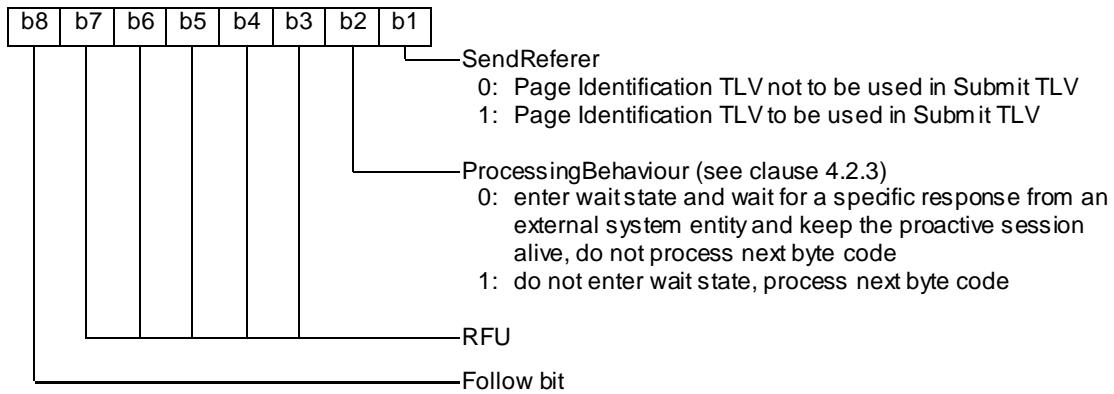 b8 b7 b6 b5 b4 b3 b2 b1
SendReferer
0: Page Identification TLV not to be used in Submit TLV
1: Page Identification TLV to be used in Submit TLV
ProcessingBehaviour (see clause 4.2.3)
0: enter wait state and wait for a specific response from an
external system entity and keep the proactive session
alive, do not process next byte code
1: do not enter wait state, process next byte code
RFU
Follow bit